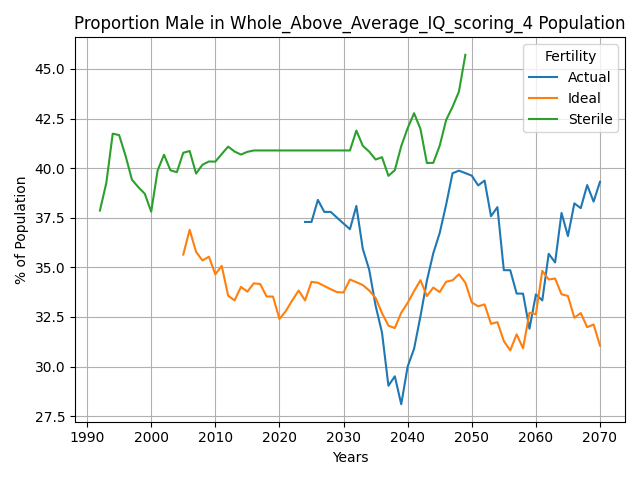 Proportion Male in Whole_Above_Average_IQ_scoring_4 Population
Fertility
Actual
Ideal
Sterile
% of Population
45.0
42.5
40.0
37.5
35.0
32.5
30.0
27.5
1990 2000 2010 2020 2030 2040 2050 2060 2070
Years